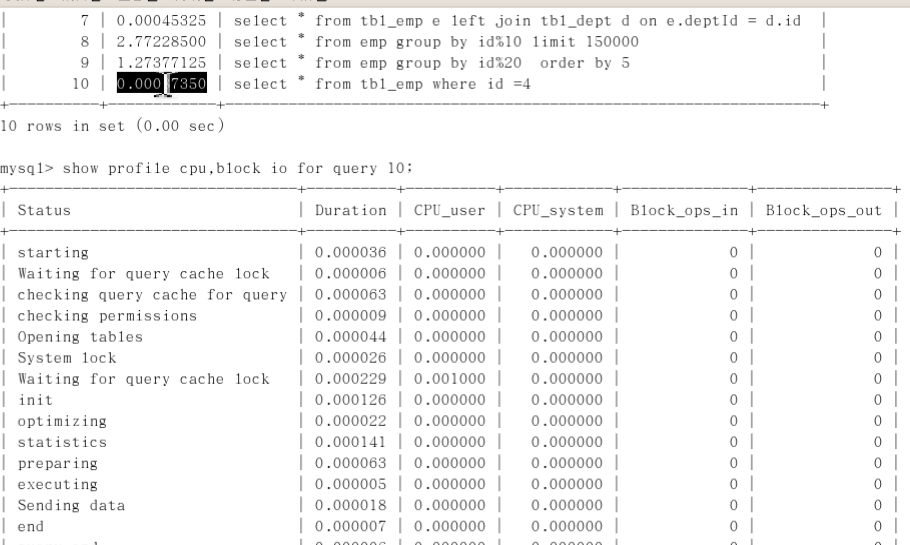 | 7 | 0.00045325 | select * from tbl_emp e left join tbl_dept d on e.deptId = d.id |
| 8 | 2.77228500 | select * from emp group by id%10 limit 150000 |
| 9 | 1.27377125 | select * from emp group by id%20  order by 5 |
| 10 | select * from tbl_emp where id =4 |
+----------+------------+-----------------------------------------------------------------+
10 rows in set (0.00 sec)
mysql> show profile cpu,block io for query 10;
+--------------------------------+----------+----------+------------+--------------+---------------+
| Status | Duration | CPU_user | CPU_system | Block_ops_in | Block_ops_out |
+--------------------------------+----------+----------+------------+--------------+---------------+
| starting | 0.000036 | 0.000000 | 0.000000 | 0 | 0 |
| Waiting for query cache lock | 0.000006 | 0.000000 | 0.000000 | 0 | 0 |
| checking query cache for query | 0.000063 | 0.000000 | 0.000000 | 0 | 0 |
| checking permissions | 0.000009 | 0.000000 | 0.000000 | 0 | 0 |
| Opening tables | 0.000044 | 0.000000 | 0.000000 | 0 | 0 |
| System lock | 0.000026 | 0.000000 | 0.000000 | 0 | 0 |
| Waiting for query cache lock | 0.000229 | 0.001000 | 0.000000 | 0 | 0 |
| init | 0.000126 | 0.000000 | 0.000000 | 0 | 0 |
| optimizing | 0.000022 | 0.000000 | 0.000000 | 0 | 0 |
| statistics | 0.000141 | 0.000000 | 0.000000 | 0 | 0 |
| preparing | 0.000063 | 0.000000 | 0.000000 | 0 | 0 |
| executing | 0.000005 | 0.000000 | 0.000000 | 0 | 0 |
| Sending data | 0.000018 | 0.000000 | 0.000000 | 0 | 0 |
| end | 0.000007 | 0.000000 | 0.000000 | 0 | 0 |